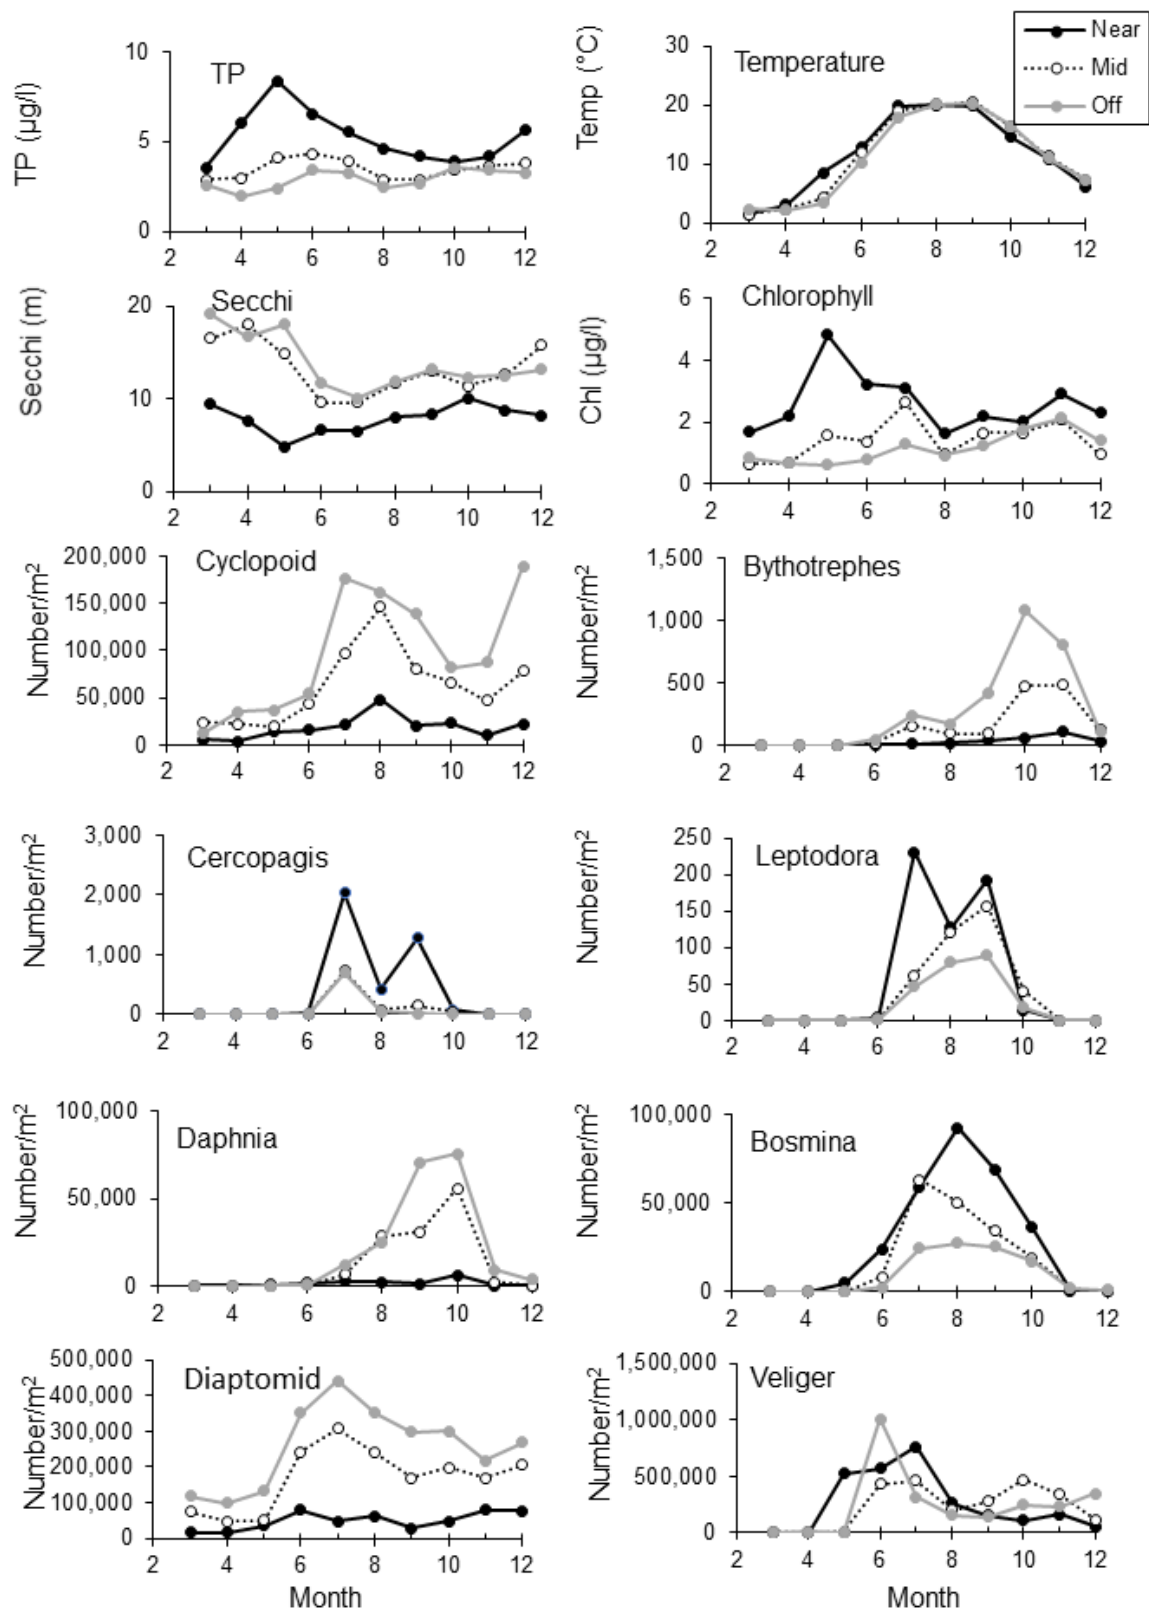 Near
Mid
Off
TP
TP (µg/l)
10
5
0
2 4 6 8 10 12
Temperature
Temp (°C)
30
20
10
0
2 4 6 8 10 12
Secchi
Secchi (m)
20
10
0
2 4 6 8 10 12
Chlorophyll
Chl (µg/l)
6
4
2
0
2 4 6 8 10 12
Cyclopoid
Number/m²
200,000
150,000
100,000
50,000
0
2 4 6 8 10 12
Bythotrephes
Number/m²
1,500
1,000
500
0
2 4 6 8 10 12
Cercopagis
Number/m²
3,000
2,000
1,000
0
2 4 6 8 10 12
Leptodora
Number/m²
250
200
150
100
50
0
2 4 6 8 10 12
Daphnia
Number/m²
100,000
50,000
0
2 4 6 8 10 12
Bosmina
Number/m²
100,000
50,000
0
2 4 6 8 10 12
Diaptomid
Number/m²
500,000
400,000
300,000
200,000
100,000
0
2 4 6 8 10 12
Month
Veliger
Number/m²
1,500,000
1,000,000
500,000
0
2 4 6 8 10 12
Month